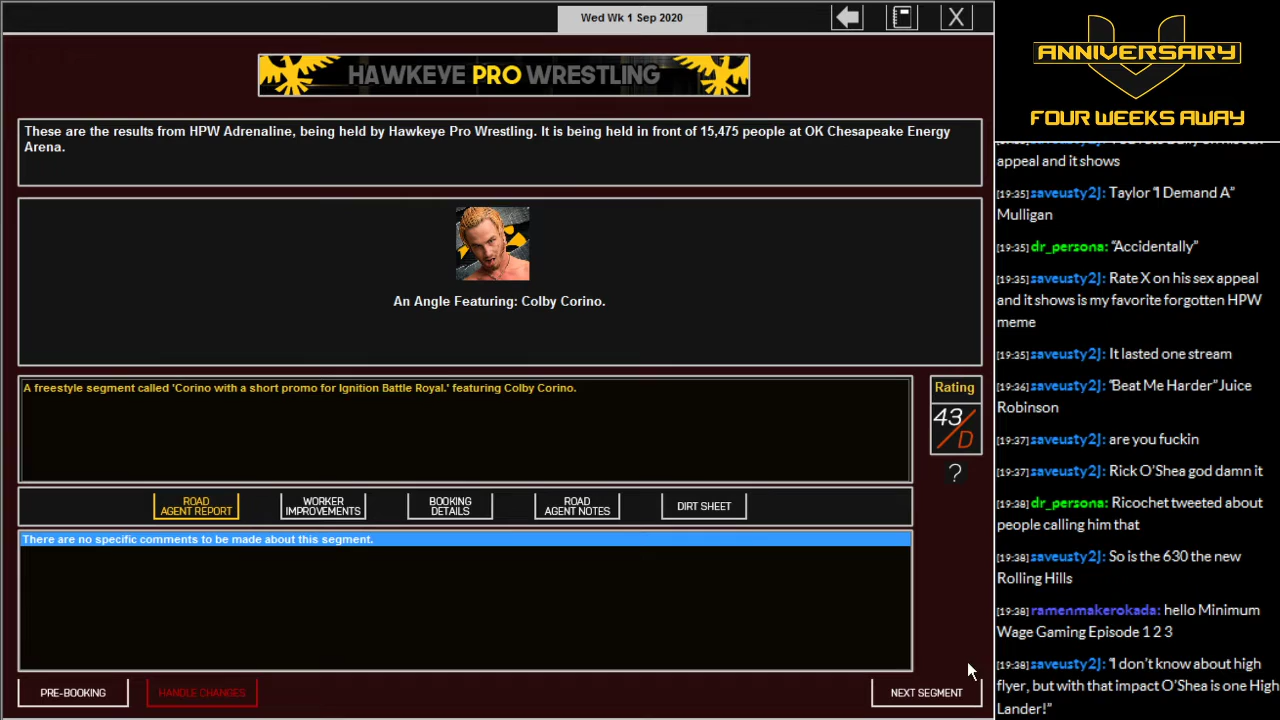 Wed Wk 1 Sep 2020
HAWKEYE PRO WRESTLING
These are the results from HPW Adrenaline, being held by Hawkeye Pro Wrestling. It is being held in front of 15,475 people at OK Chesapeake Energy
Arena.
An Angle Featuring: Colby Corino.
A freestyle segment called 'Corino with a short promo for Ignition Battle Royal.' featuring Colby Corino.
Rating
43/D
?
ROAD
AGENT REPORT
WORKER
IMPROVEMENTS
BOOKING
DETAILS
ROAD
AGENT NOTES
DIRT SHEET
There are no specific comments to be made about this segment.
PRE-BOOKING
HANDLE CHANGES
NEXT SEGMENT
ANNIVERSARY
FOUR WEEKS AWAY
appeal and it shows
[19:35] saveusty2J: Taylor “I Demand A”
Mulligan
[19:35] dr_persona: “Accidentally”
[19:35] saveusty2J: Rate X on his sex appeal
and it shows is my favorite forgotten HPW
meme
[19:35] saveusty2J: It lasted one stream
[19:36] saveusty2J: “Beat Me Harder” Juice
Robinson
[19:37] saveusty2J: are you fuckin
[19:37] saveusty2J: Rick O’Shea god damn it
[19:38] dr_persona: Ricochet tweeted about
people calling him that
[19:38] saveusty2J: So is the 630 the new
Rolling Hills
[19:38] ramenmakerokada: hello Minimum
Wage Gaming Episode 1 2 3
[19:38] saveusty2J: “I don’t know about high
flyer, but with that impact O’Shea is one High
Lander!”